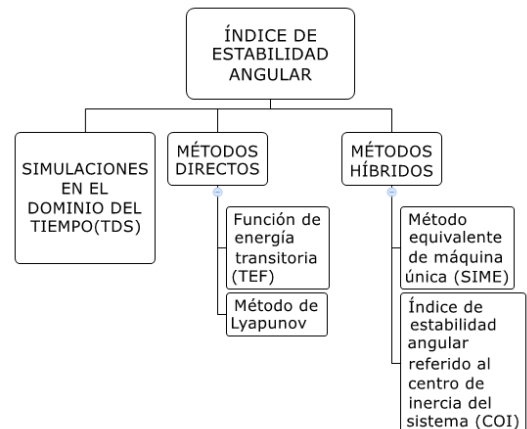 ÍNDICE DE
ESTABILIDAD
ANGULAR
SIMULACIONES
EN EL
DOMINIO DEL
TIEMPO(TDS)
MÉTODOS
DIRECTOS
Función de
energía
transitoria
(TEF)
Método de
Lyapunov
MÉTODOS
HÍBRIDOS
Método
equivalente
de máquina
única (SIME)
Índice de
estabilidad
angular
referido al
centro de
inercia del
sistema (COI)